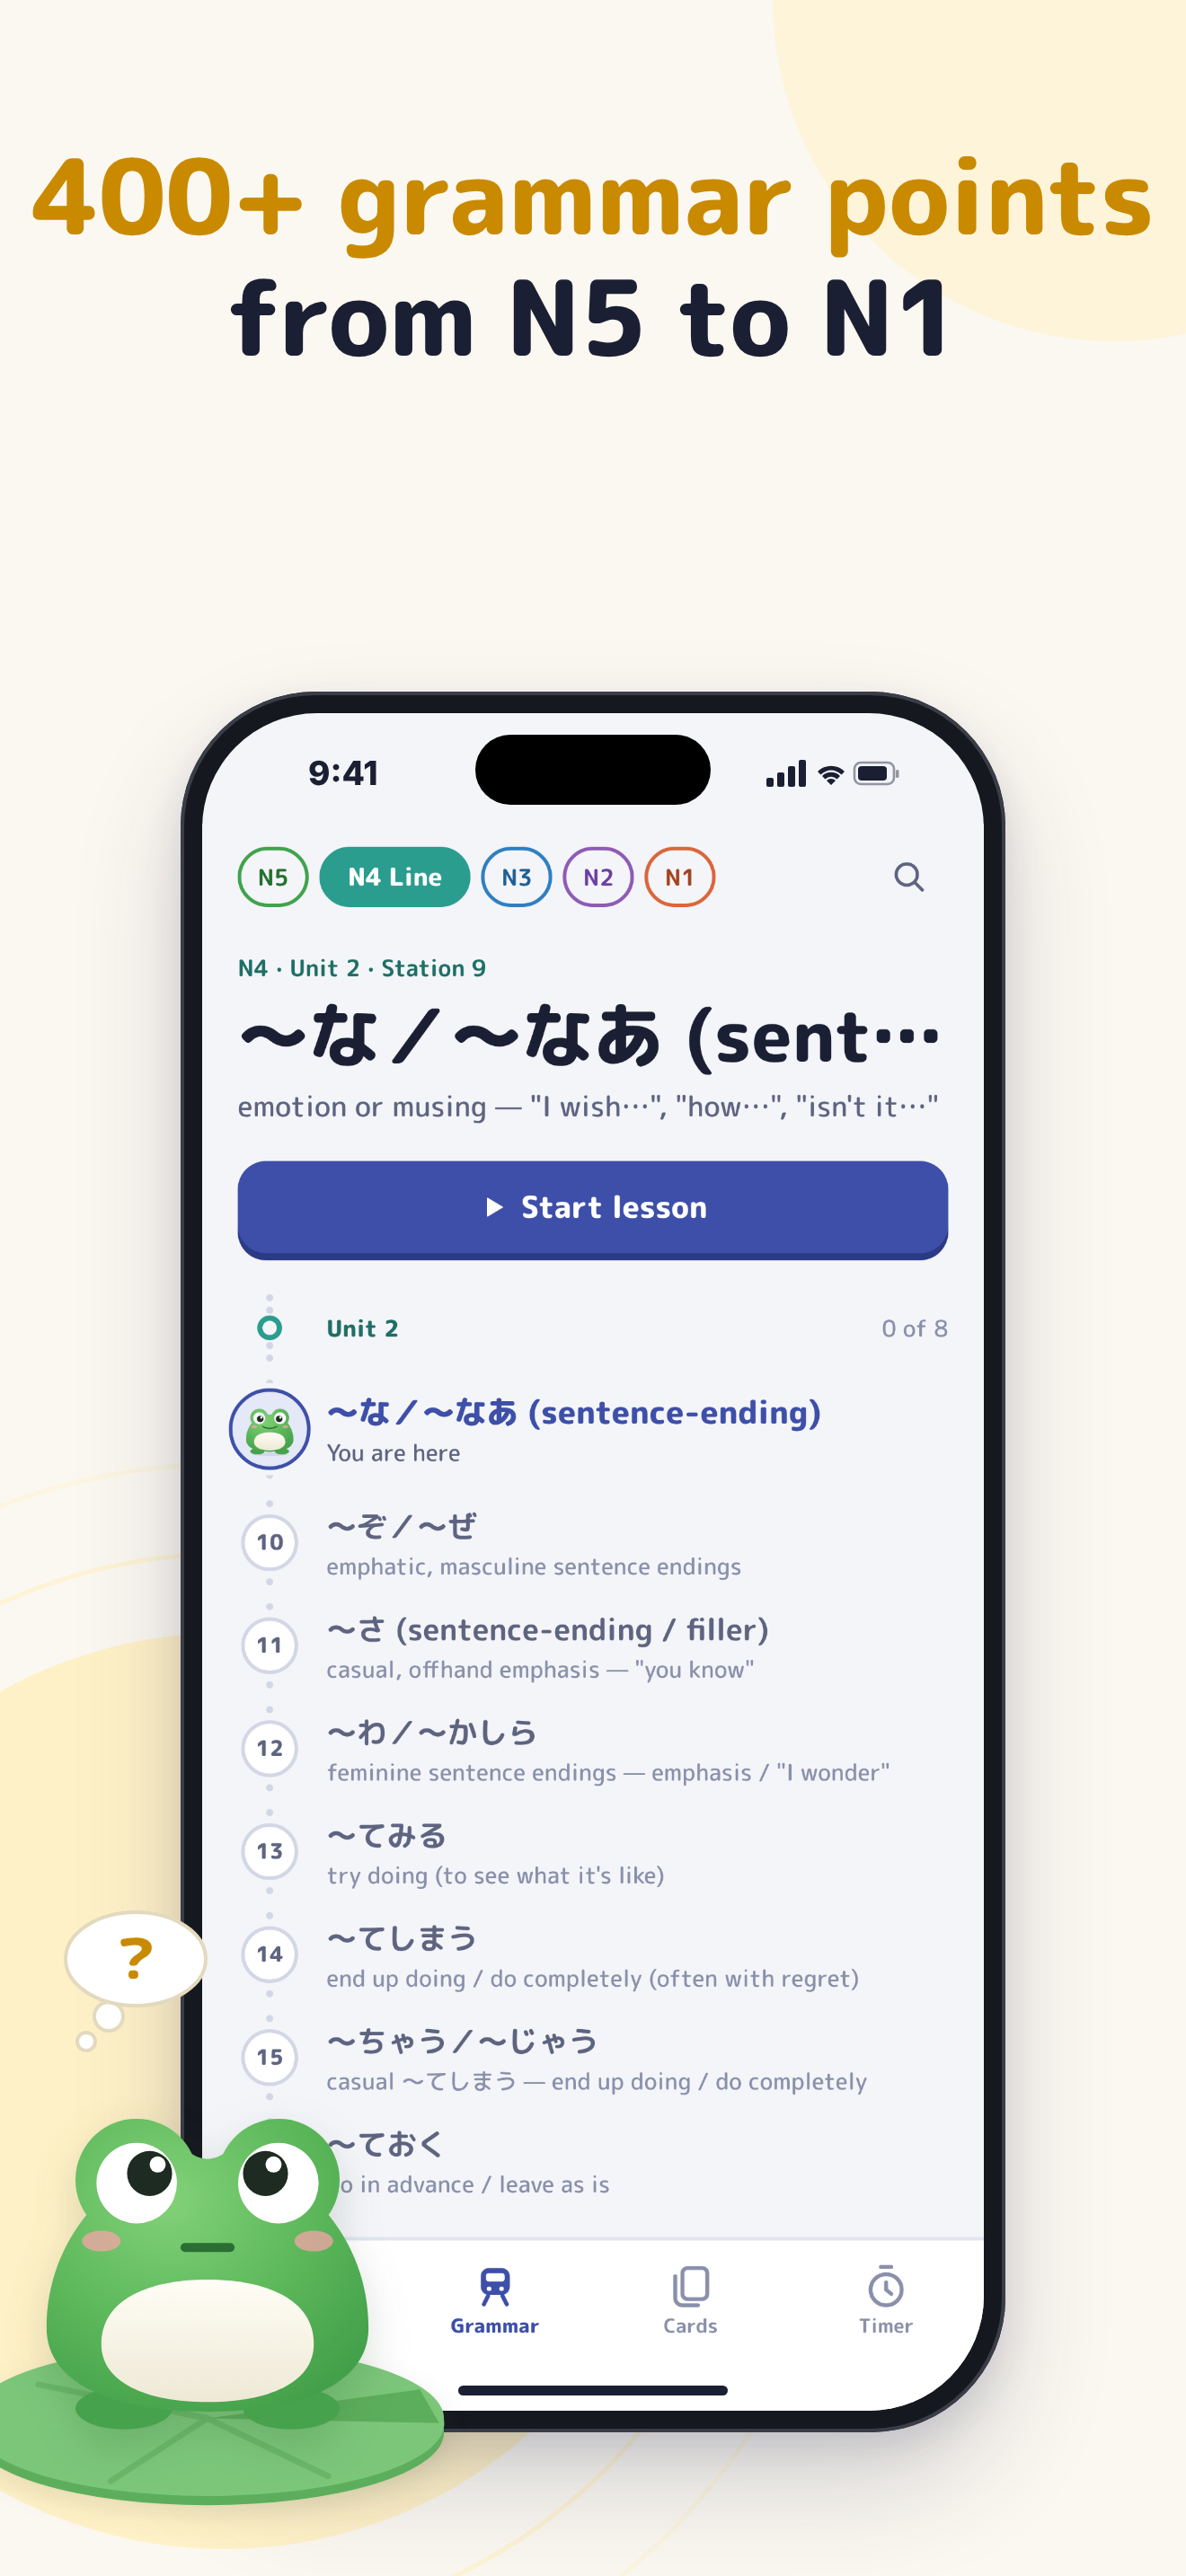 400+ grammar points
from N5 to N1
9:41
N5 N4 Line N3 N2 N1
N4 · Unit 2 · Station 9
〜な／〜なあ (sent…
emotion or musing — "I wish…", "how…", "isn't it…"
Start lesson
Unit 2 0 of 8
〜な／〜なあ (sentence-ending)
You are here
10 〜ぞ／〜ぜ
emphatic, masculine sentence endings
11 〜さ (sentence-ending / filler)
casual, offhand emphasis — "you know"
12 〜わ／〜かしら
feminine sentence endings — emphasis / "I wonder"
13 〜てみる
try doing (to see what it's like)
14 〜てしまう
end up doing / do completely (often with regret)
15 〜ちゃう／〜じゃう
casual 〜てしまう — end up doing / do completely
〜ておく
o in advance / leave as is
?
Grammar Cards Timer